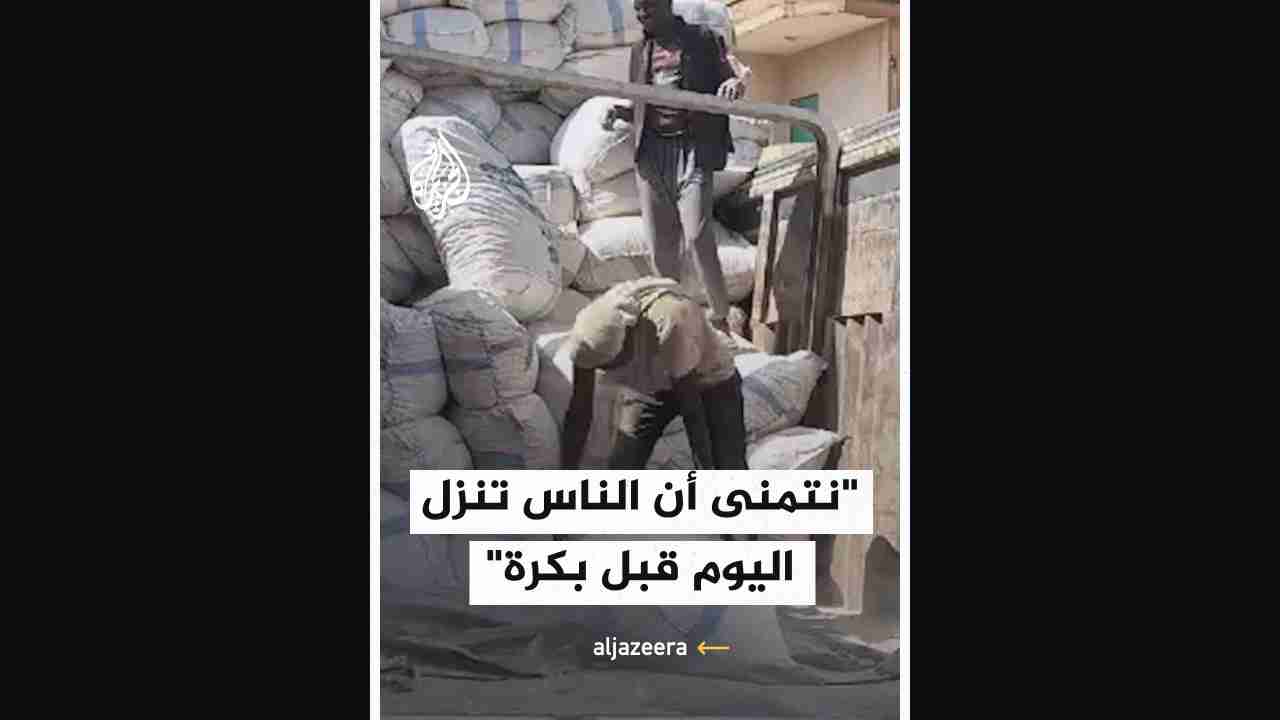 "نتمنى أن الناس تنزل
اليوم قبل بكرة"
aljazeera